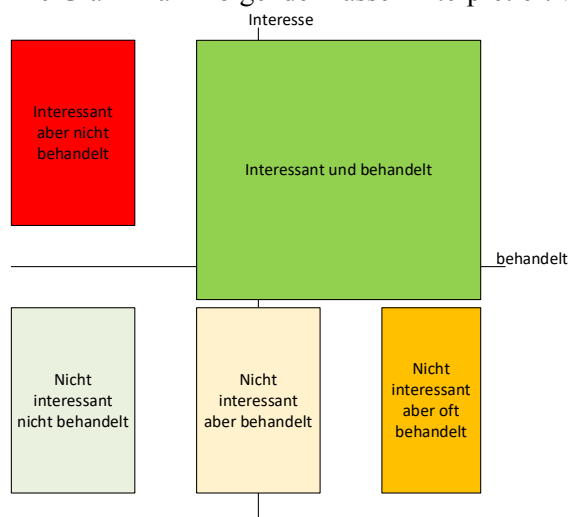 Interesse
Interessant
aber nicht
behandelt
Interessant und behandelt
behandelt
Nicht
interessant
nicht behandelt
Nicht
interessant
aber behandelt
Nicht
interessant
aber oft
behandelt